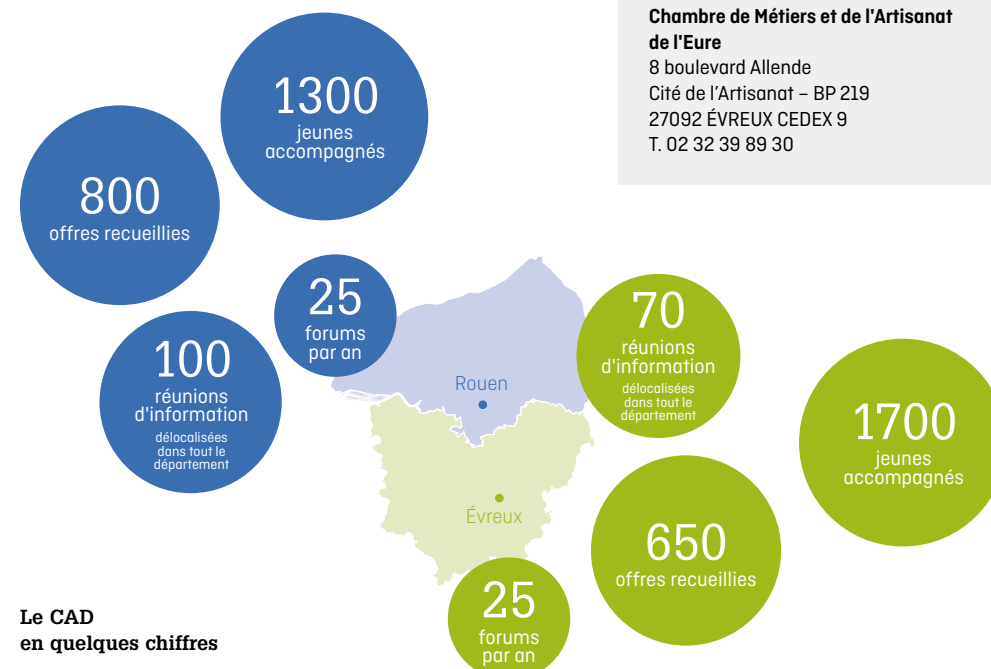 Chambre de Métiers et de l'Artisanat
de l'Eure
8 boulevard Allende
Cité de l'Artisanat – BP 219
27092 ÉVREUX CEDEX 9
T. 02 32 39 89 30
1300
jeunes
accompagnés
800
offres recueillies
25
forums
par an
100
réunions
d'information
délocalisées
dans tout le
département
Rouen
70
réunions
d'information
délocalisées
dans tout le
département
1700
jeunes
accompagnés
Évreux
650
offres recueillies
25
forums
par an
Le CAD
en quelques chiffres